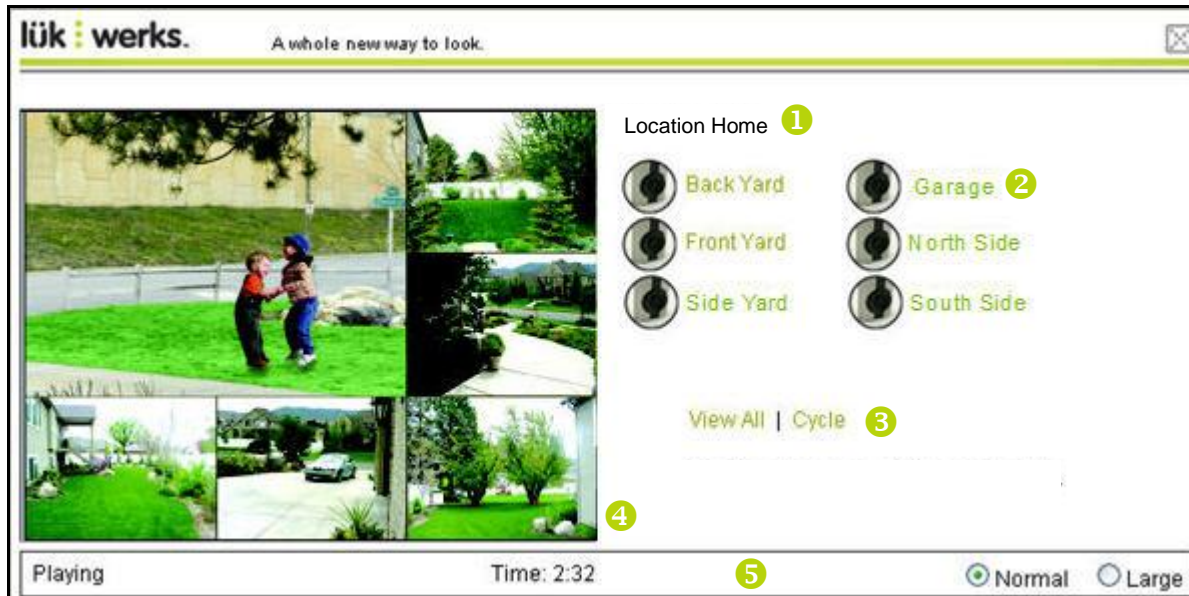 lük werks.
A whole new way to look.
Location Home 1
Back Yard
Garage 2
Front Yard
North Side
Side Yard
South Side
View All | Cycle 3
4
Playing
Time: 2:32
5
Normal
Large